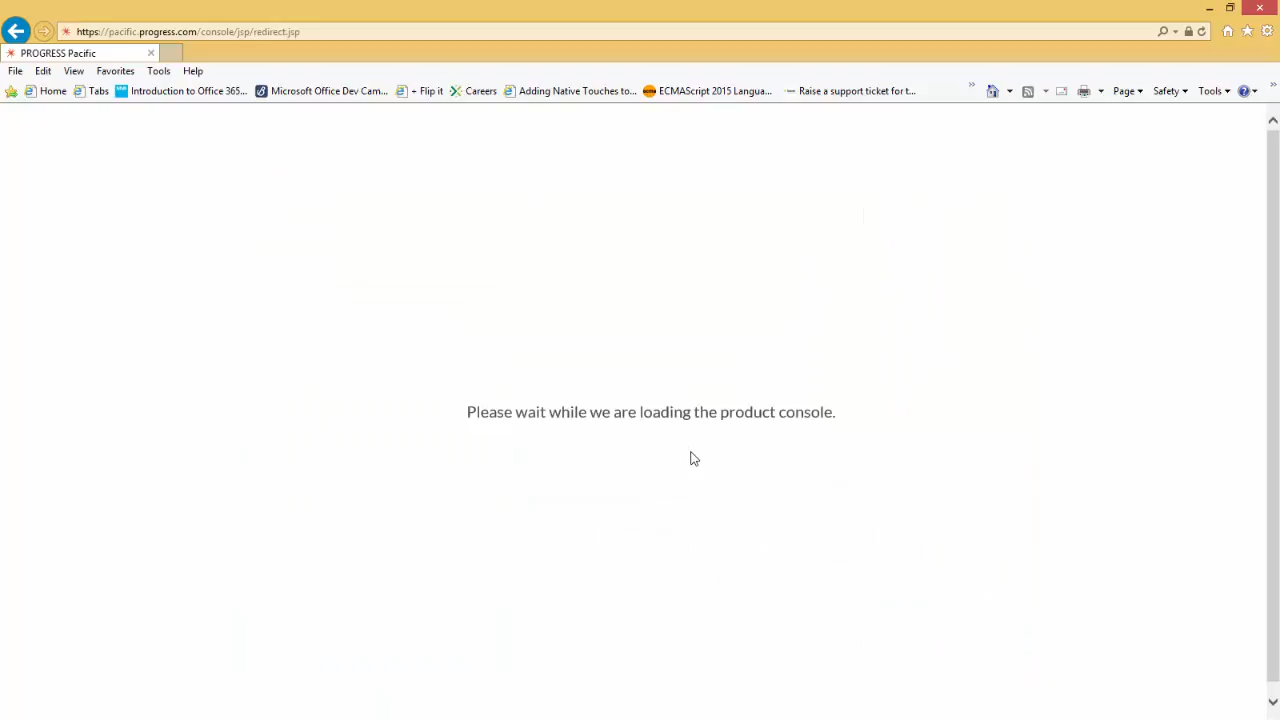 https://pacific.progress.com/console/jsp/redirect.jsp
PROGRESS Pacific
File Edit View Favorites Tools Help
Home Tabs Introduction to Office 365... Microsoft Office Dev Cam... + Flip it Careers Adding Native Touches to... ECMAScript 2015 Langua... Raise a support ticket for t... Page Safety Tools
Please wait while we are loading the product console.